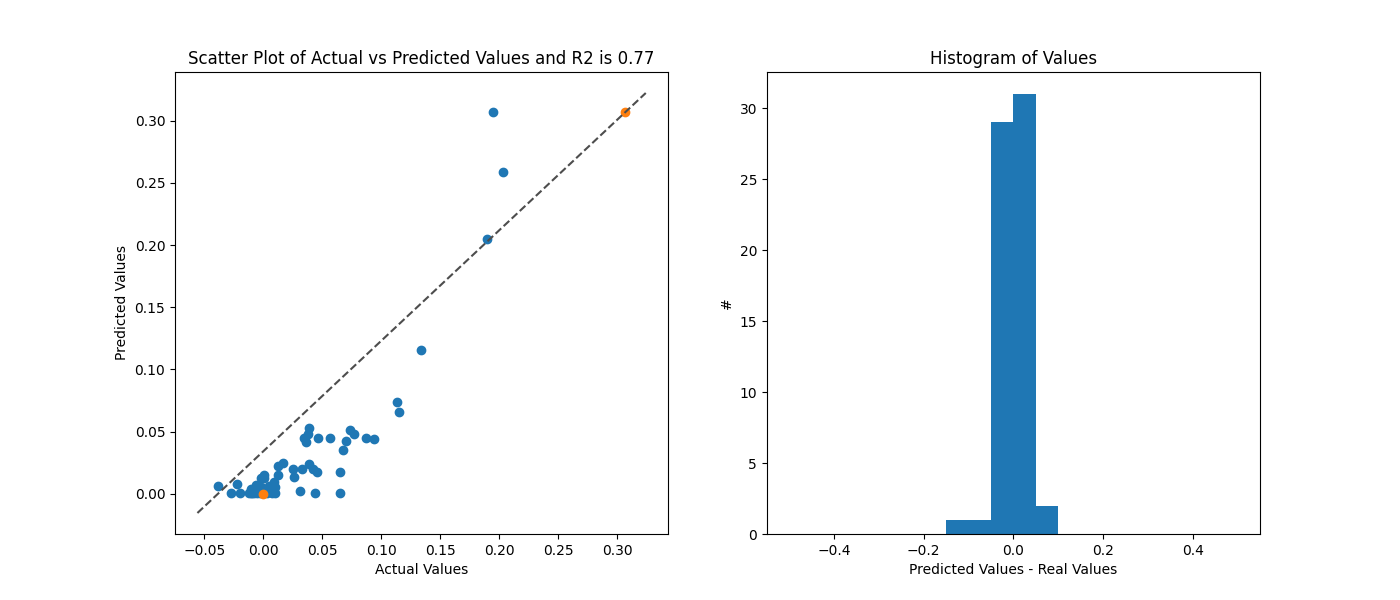 Scatter Plot of Actual vs Predicted Values and R2 is 0.77
0.30
0.25
0.20
0.15
0.10
0.05
0.00
Predicted Values
−0.05 0.00 0.05 0.10 0.15 0.20 0.25 0.30
Actual Values
Histogram of Values
30
25
20
15
10
5
0
#
−0.4 −0.2 0.0 0.2 0.4
Predicted Values - Real Values